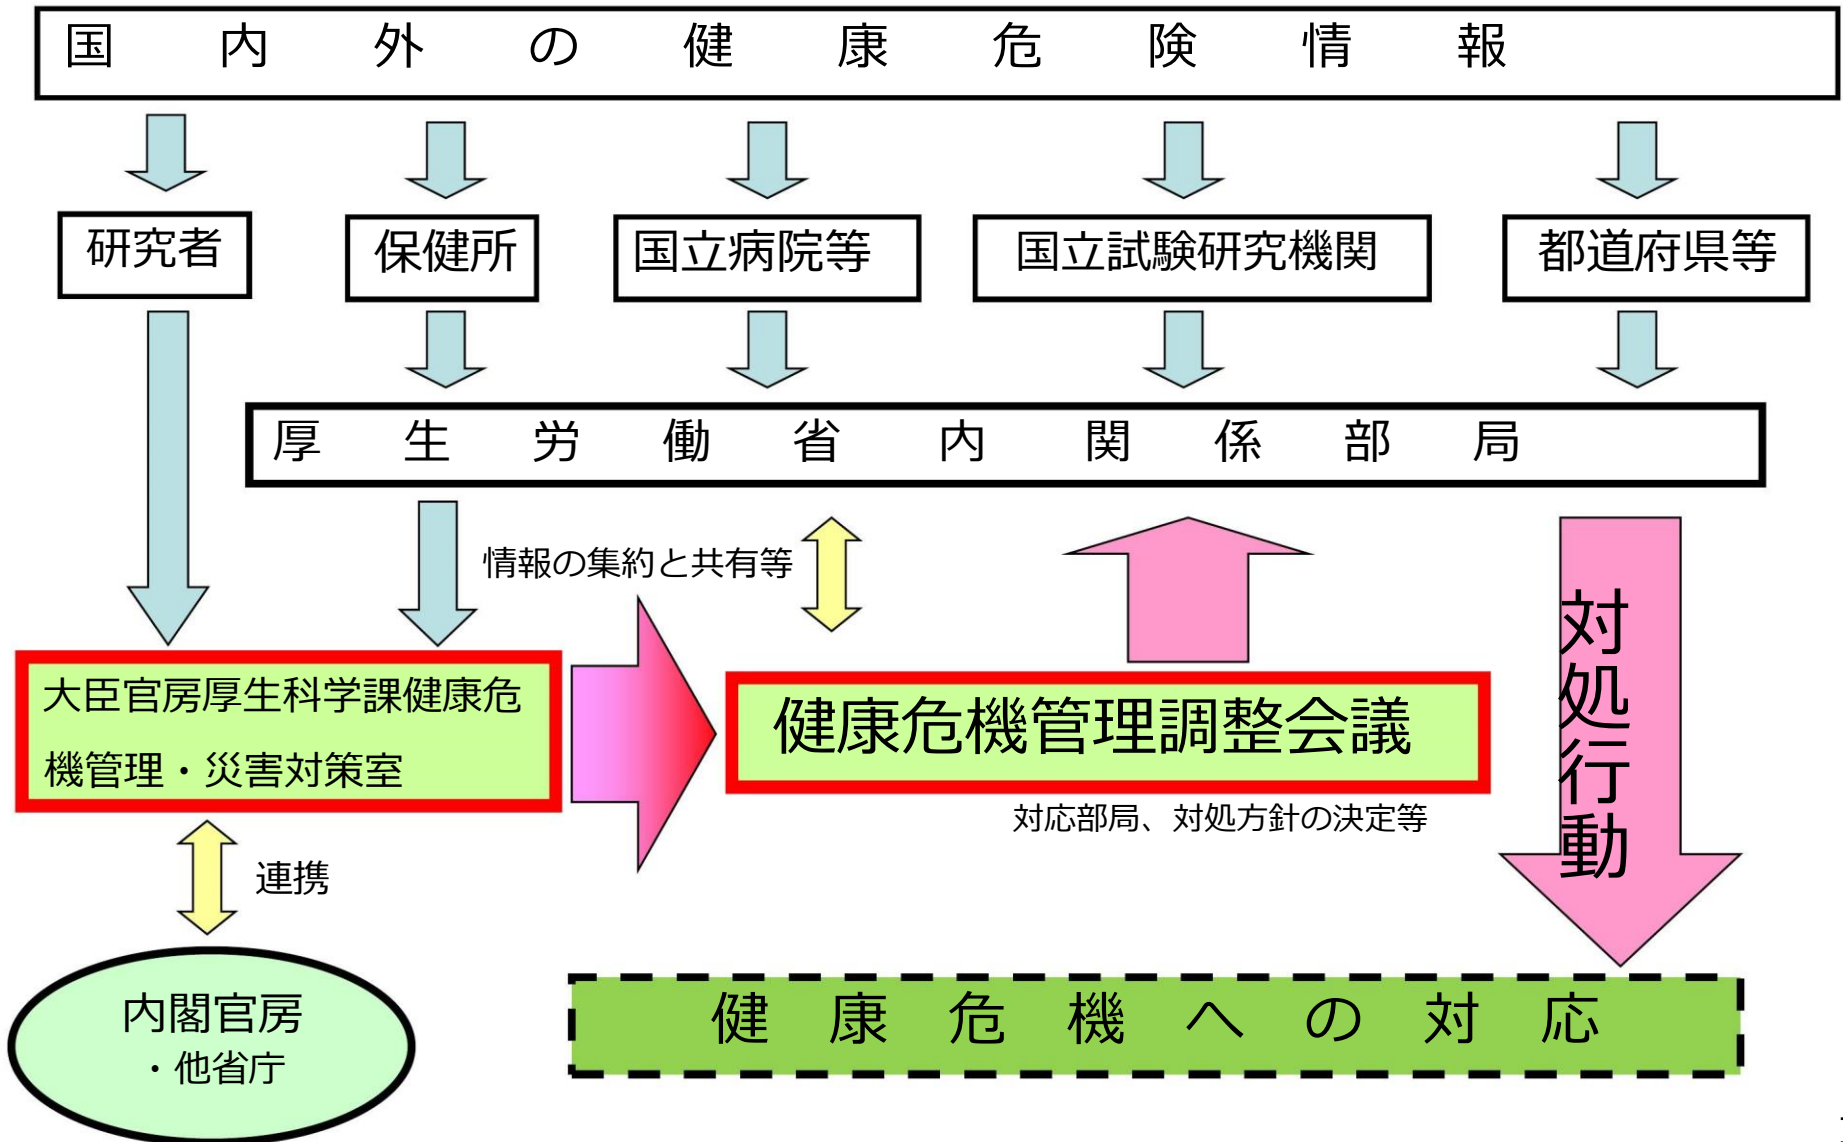 国内外の健康危険情報
研究者
保健所
国立病院等
国立試験研究機関
都道府県等
厚生労働省内関係部局
情報の集約と共有等
大臣官房厚生科学課健康危
機管理・災害対策室
健康危機管理調整会議
対応部局、対処方針の決定等
対処行動
連携
内閣官房
・他省庁
健康危機への対応